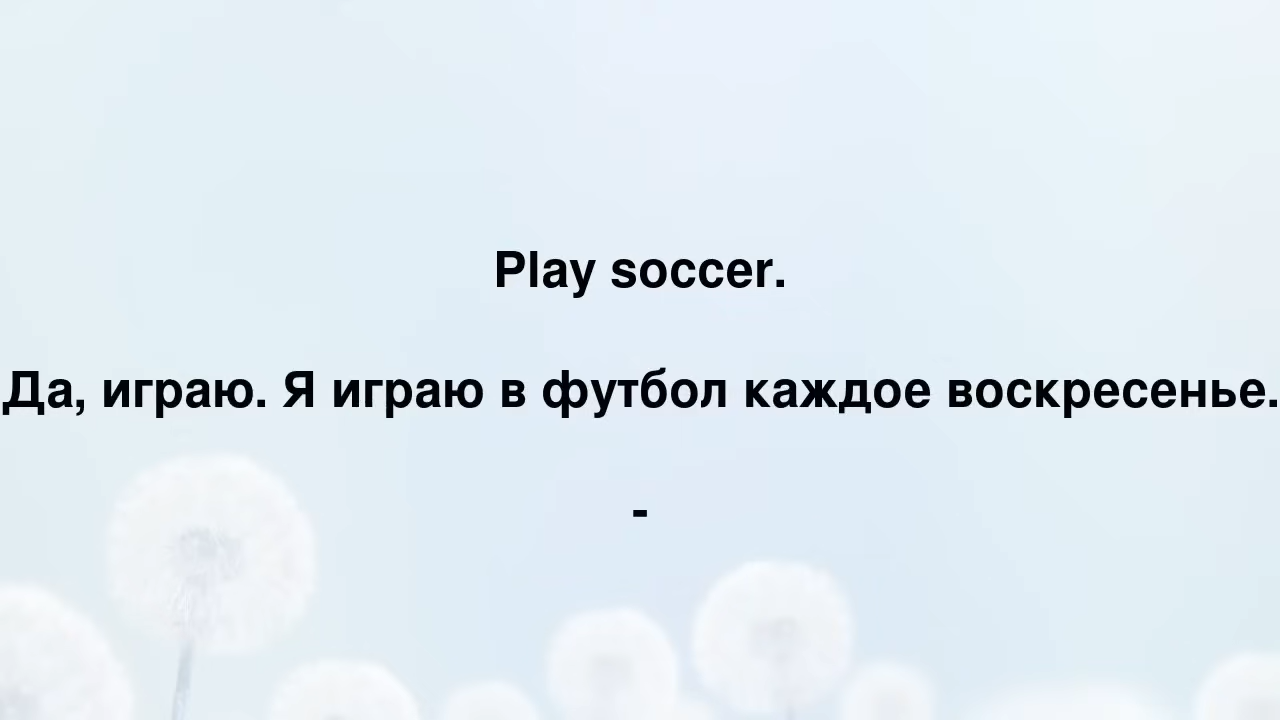 Play soccer.
Да, играю. Я играю в футбол каждое воскресенье.
-